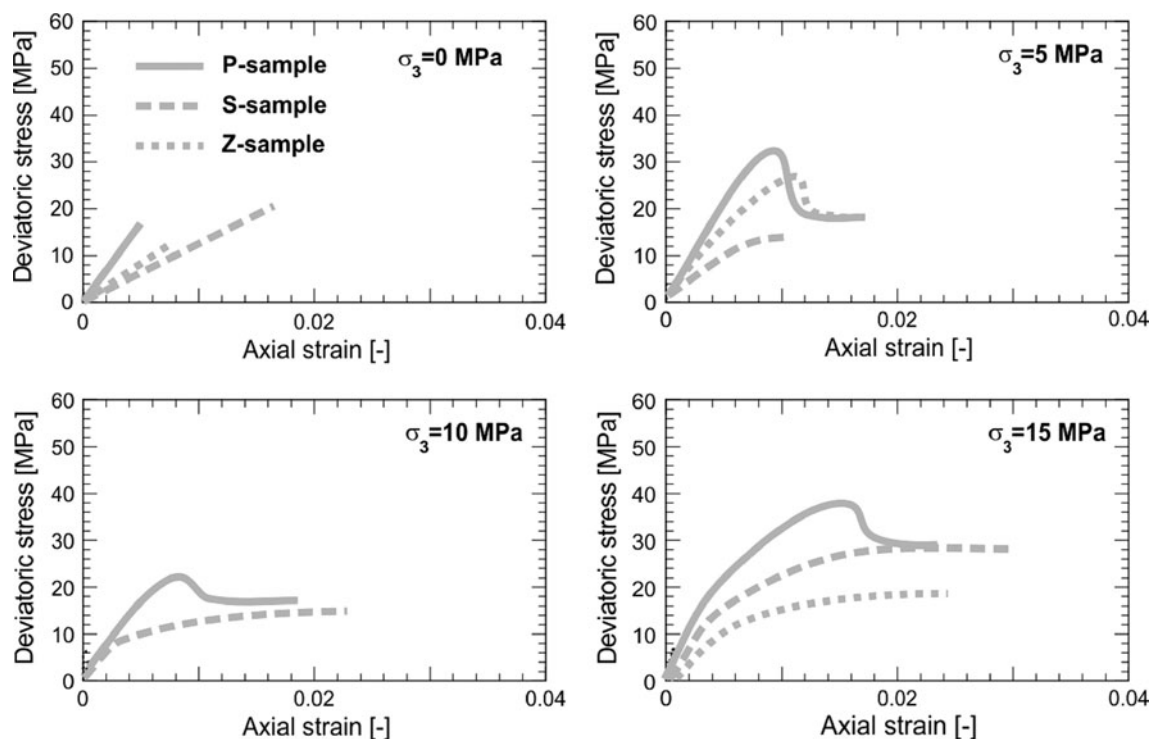 60
50
40
30
20
10
0
Deviatoric stress [MPa]
σ3=0 MPa
P-sample
S-sample
Z-sample
0
0.02
0.04
Axial strain [-]
60
50
40
30
20
10
0
Deviatoric stress [MPa]
σ3=5 MPa
0
0.02
0.04
Axial strain [-]
60
50
40
30
20
10
0
Deviatoric stress [MPa]
σ3=10 MPa
0
0.02
0.04
Axial strain [-]
60
50
40
30
20
10
0
Deviatoric stress [MPa]
σ3=15 MPa
0
0.02
0.04
Axial strain [-]